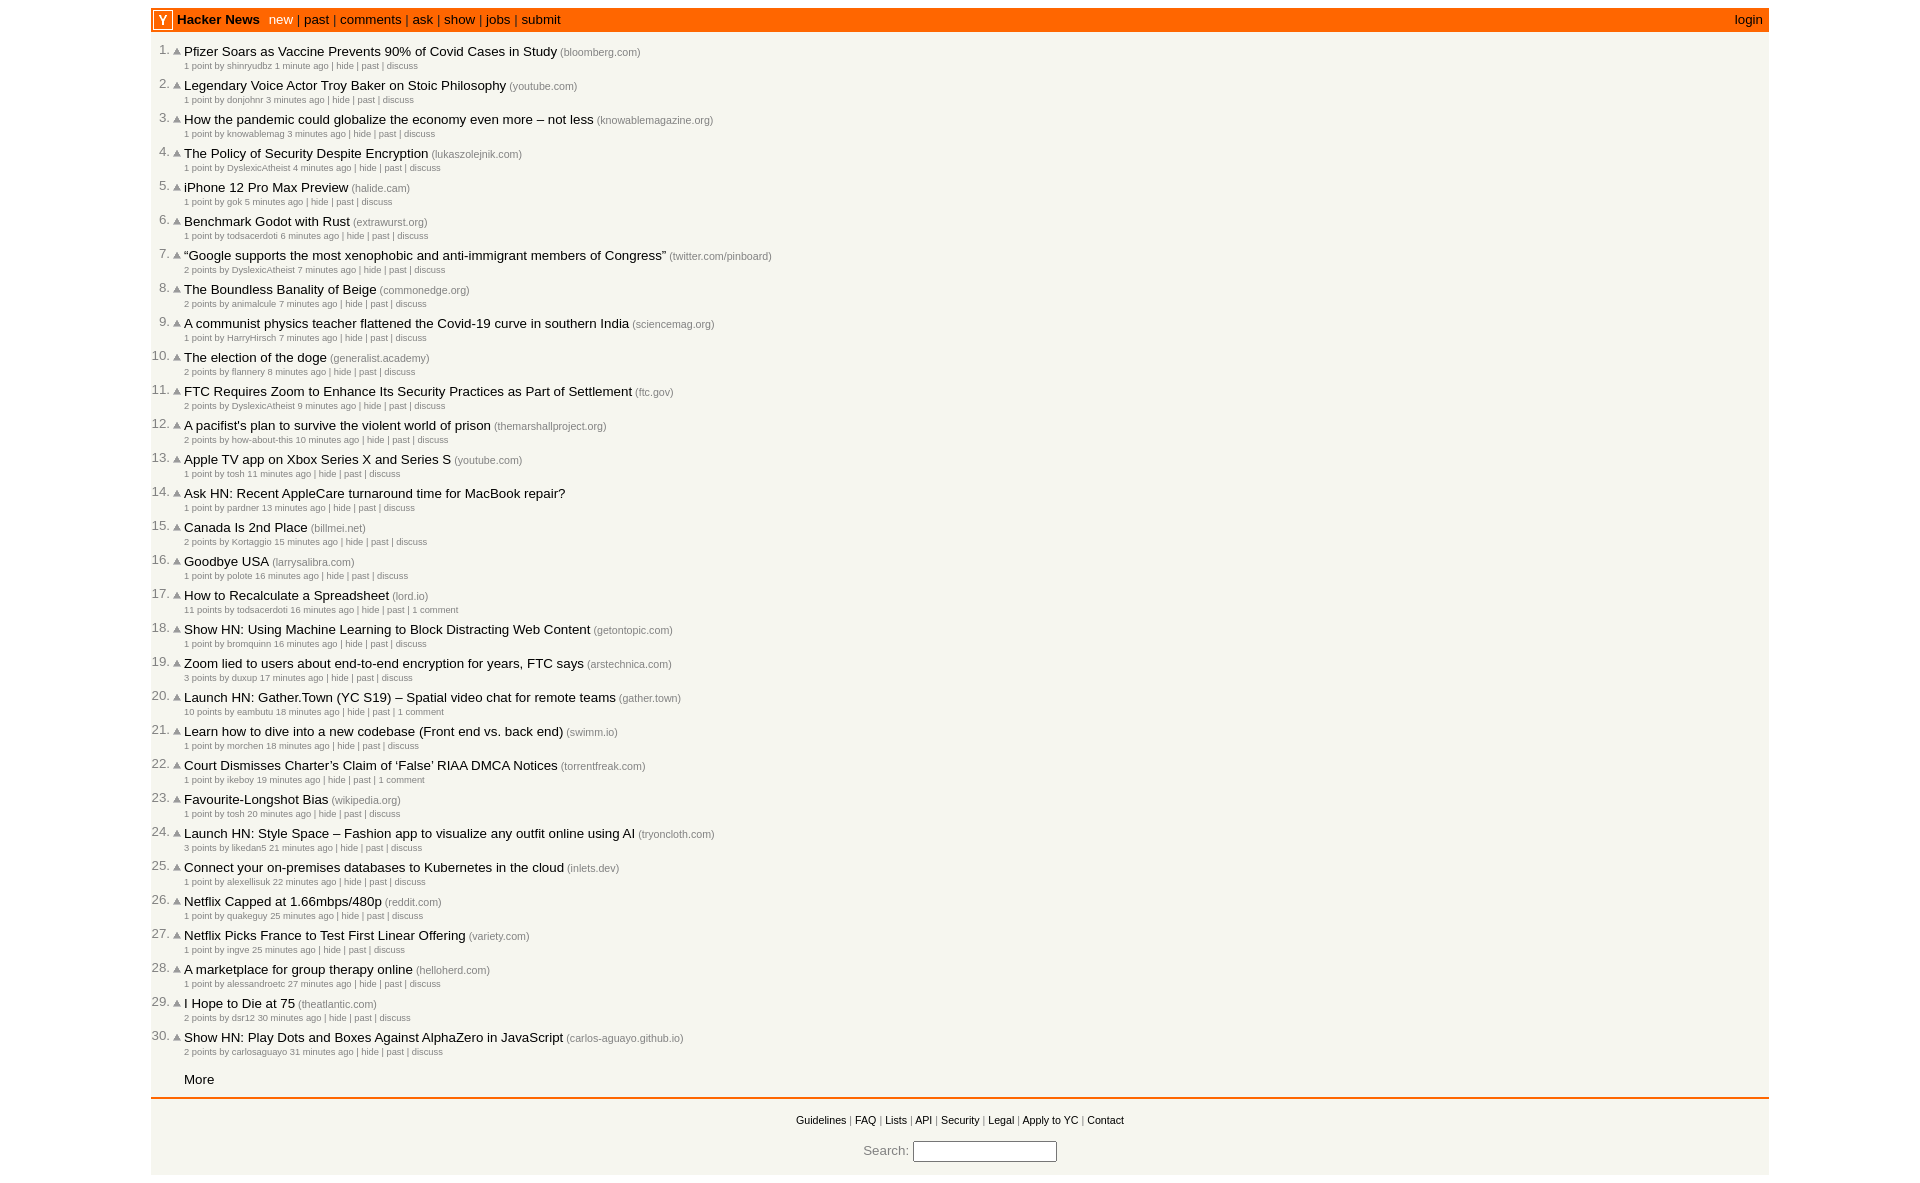 Y Hacker News new | past | comments | ask | show | jobs | submit login
1. Pfizer Soars as Vaccine Prevents 90% of Covid Cases in Study (bloomberg.com)
1 point by shinryudbz 1 minute ago | hide | past | discuss
2. Legendary Voice Actor Troy Baker on Stoic Philosophy (youtube.com)
1 point by donjohnr 3 minutes ago | hide | past | discuss
3. How the pandemic could globalize the economy even more – not less (knowablemagazine.org)
1 point by knowablemag 3 minutes ago | hide | past | discuss
4. The Policy of Security Despite Encryption (lukaszolejnik.com)
1 point by DyslexicAtheist 4 minutes ago | hide | past | discuss
5. iPhone 12 Pro Max Preview (halide.cam)
1 point by gok 5 minutes ago | hide | past | discuss
6. Benchmark Godot with Rust (extrawurst.org)
1 point by todsacerdoti 6 minutes ago | hide | past | discuss
7. “Google supports the most xenophobic and anti-immigrant members of Congress” (twitter.com/pinboard)
2 points by DyslexicAtheist 7 minutes ago | hide | past | discuss
8. The Boundless Banality of Beige (commonedge.org)
2 points by animalcule 7 minutes ago | hide | past | discuss
9. A communist physics teacher flattened the Covid-19 curve in southern India (sciencemag.org)
1 point by HarryHirsch 7 minutes ago | hide | past | discuss
10. The election of the doge (generalist.academy)
2 points by flannery 8 minutes ago | hide | past | discuss
11. FTC Requires Zoom to Enhance Its Security Practices as Part of Settlement (ftc.gov)
2 points by DyslexicAtheist 9 minutes ago | hide | past | discuss
12. A pacifist's plan to survive the violent world of prison (themarshallproject.org)
2 points by how-about-this 10 minutes ago | hide | past | discuss
13. Apple TV app on Xbox Series X and Series S (youtube.com)
1 point by tosh 11 minutes ago | hide | past | discuss
14. Ask HN: Recent AppleCare turnaround time for MacBook repair?
1 point by pardner 13 minutes ago | hide | past | discuss
15. Canada Is 2nd Place (billmei.net)
2 points by Kortaggio 15 minutes ago | hide | past | discuss
16. Goodbye USA (larrysalibra.com)
1 point by polote 16 minutes ago | hide | past | discuss
17. How to Recalculate a Spreadsheet (lord.io)
11 points by todsacerdoti 16 minutes ago | hide | past | 1 comment
18. Show HN: Using Machine Learning to Block Distracting Web Content (getontopic.com)
1 point by bromquinn 16 minutes ago | hide | past | discuss
19. Zoom lied to users about end-to-end encryption for years, FTC says (arstechnica.com)
3 points by duxup 17 minutes ago | hide | past | discuss
20. Launch HN: Gather.Town (YC S19) – Spatial video chat for remote teams (gather.town)
10 points by eambutu 18 minutes ago | hide | past | 1 comment
21. Learn how to dive into a new codebase (Front end vs. back end) (swimm.io)
1 point by morchen 18 minutes ago | hide | past | discuss
22. Court Dismisses Charter’s Claim of ‘False’ RIAA DMCA Notices (torrentfreak.com)
1 point by ikeboy 19 minutes ago | hide | past | 1 comment
23. Favourite-Longshot Bias (wikipedia.org)
1 point by tosh 20 minutes ago | hide | past | discuss
24. Launch HN: Style Space – Fashion app to visualize any outfit online using AI (tryoncloth.com)
3 points by likedan5 21 minutes ago | hide | past | discuss
25. Connect your on-premises databases to Kubernetes in the cloud (inlets.dev)
1 point by alexellisuk 22 minutes ago | hide | past | discuss
26. Netflix Capped at 1.66mbps/480p (reddit.com)
1 point by quakeguy 25 minutes ago | hide | past | discuss
27. Netflix Picks France to Test First Linear Offering (variety.com)
1 point by ingve 25 minutes ago | hide | past | discuss
28. A marketplace for group therapy online (helloherd.com)
1 point by alessandroetc 27 minutes ago | hide | past | discuss
29. I Hope to Die at 75 (theatlantic.com)
2 points by dsr12 30 minutes ago | hide | past | discuss
30. Show HN: Play Dots and Boxes Against AlphaZero in JavaScript (carlos-aguayo.github.io)
2 points by carlosaguayo 31 minutes ago | hide | past | discuss
More
Guidelines | FAQ | Lists | API | Security | Legal | Apply to YC | Contact
Search: